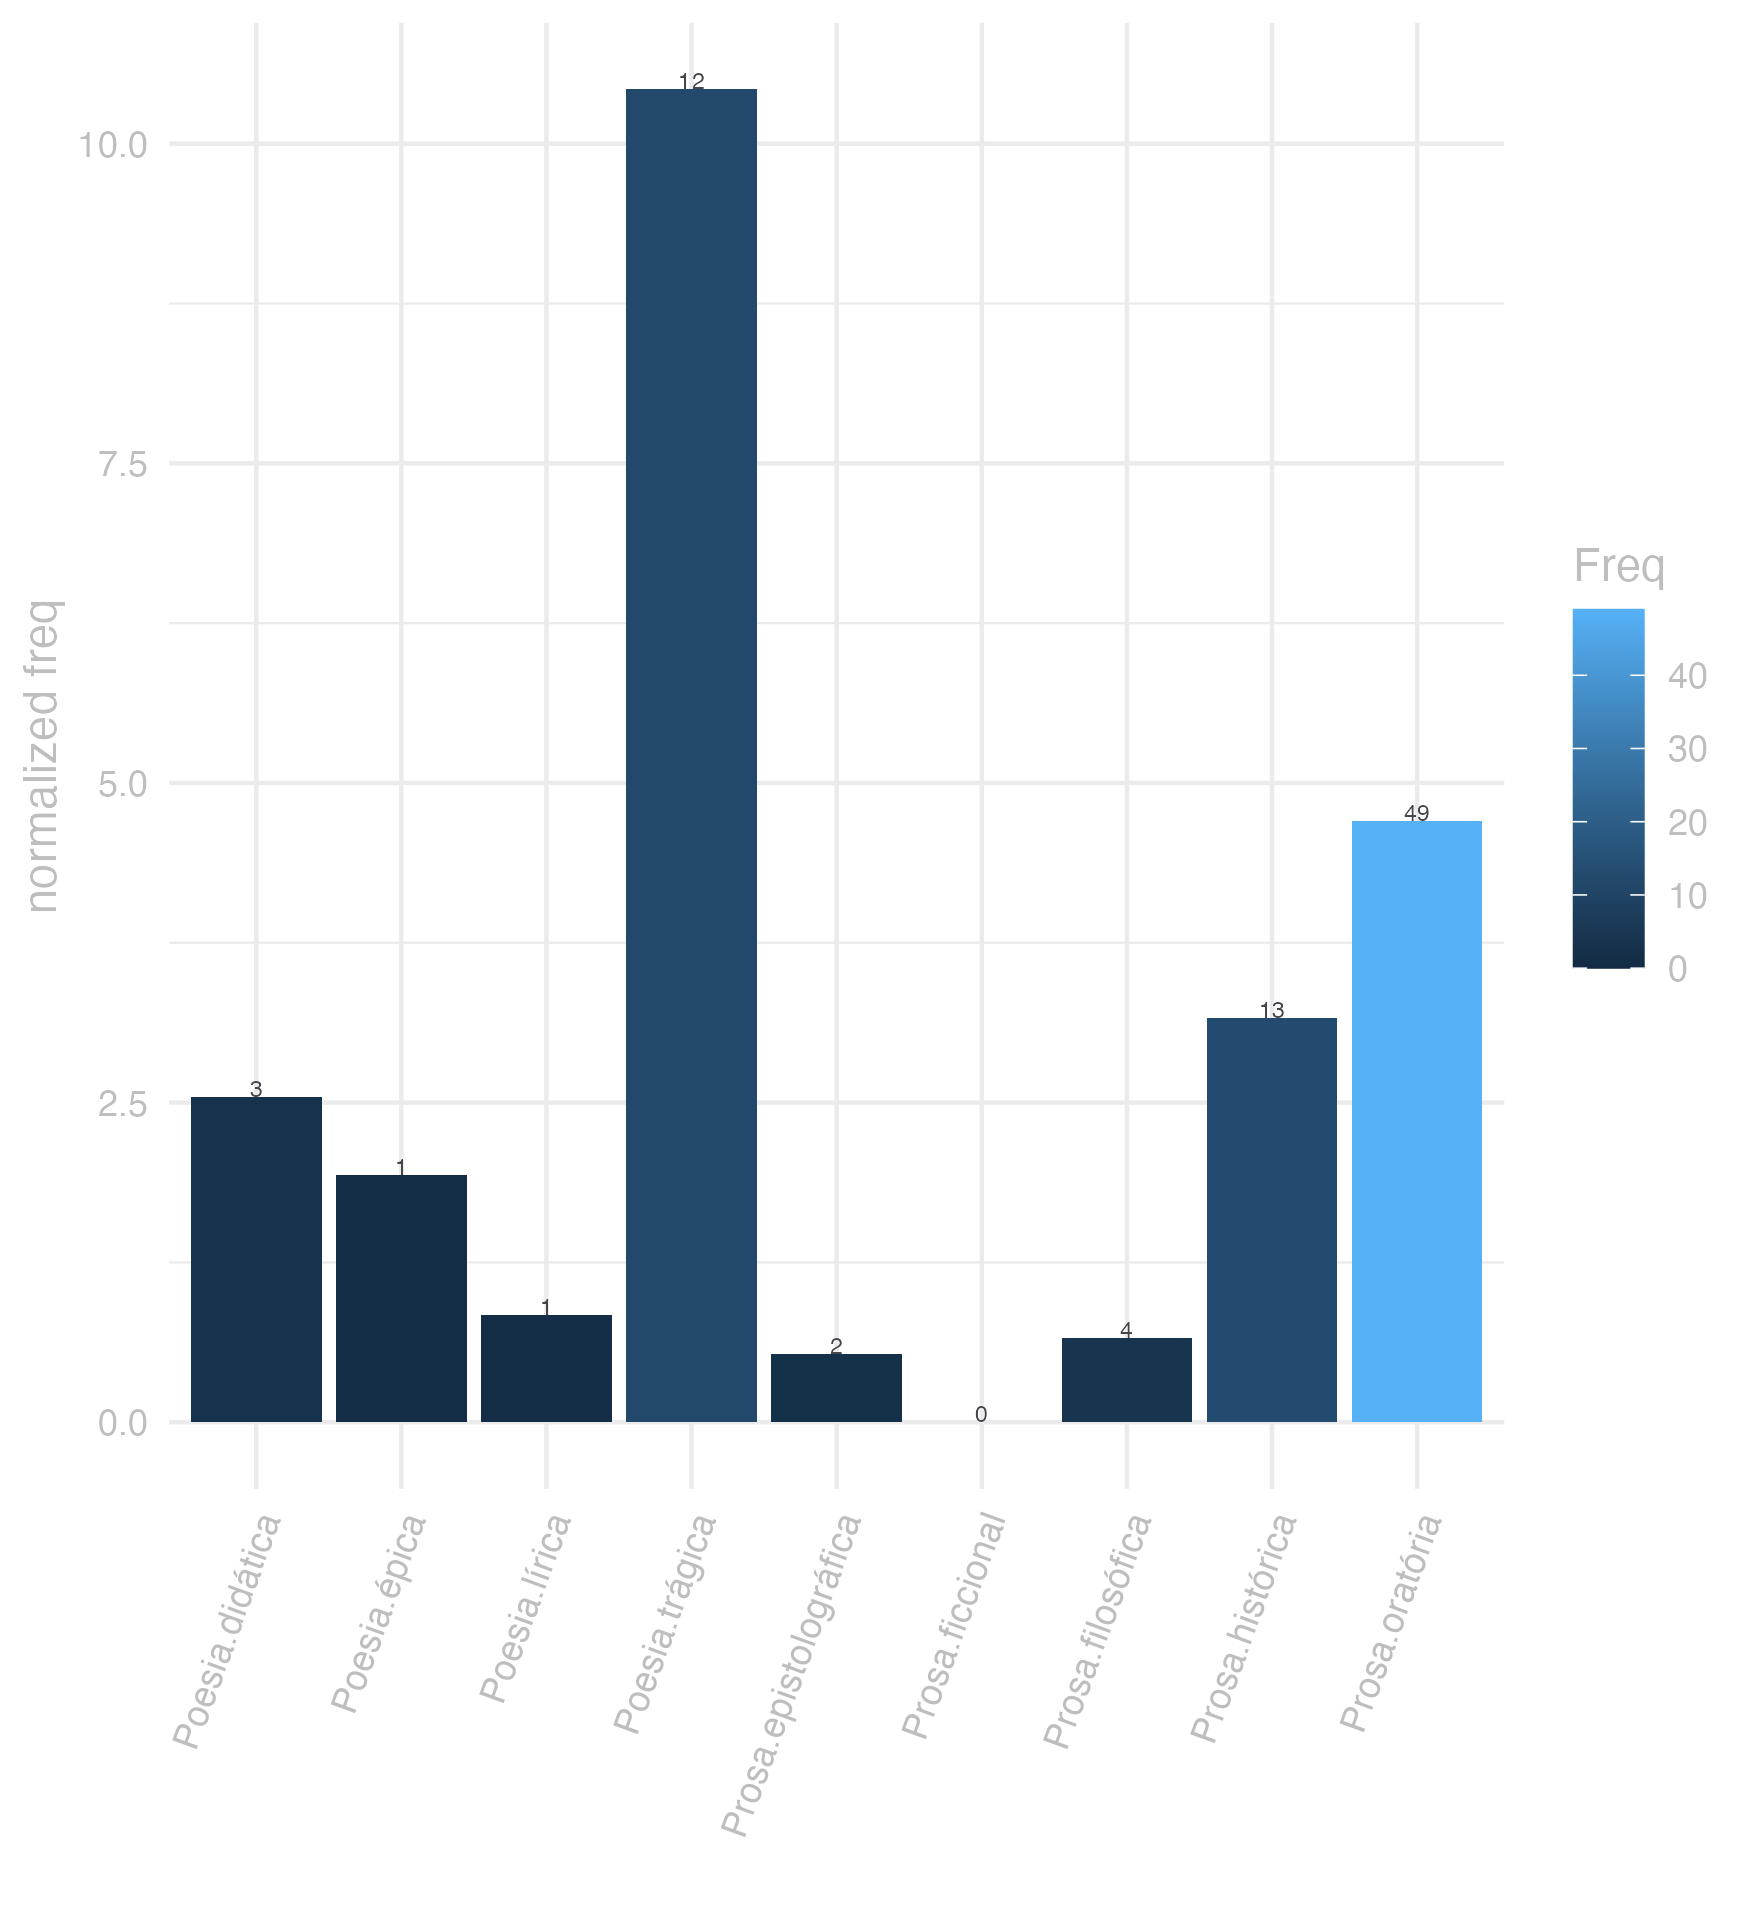 normalized freq
10.0
7.5
5.0
2.5
0.0
3
1
1
12
2
0
4
13
49
Poesia.didática
Poesia.épica
Poesia.lírica
Poesia.trágica
Prosa.epistolográfica
Prosa.ficcional
Prosa.filosófica
Prosa.histórica
Prosa.oratória
Freq
40
30
20
10
0